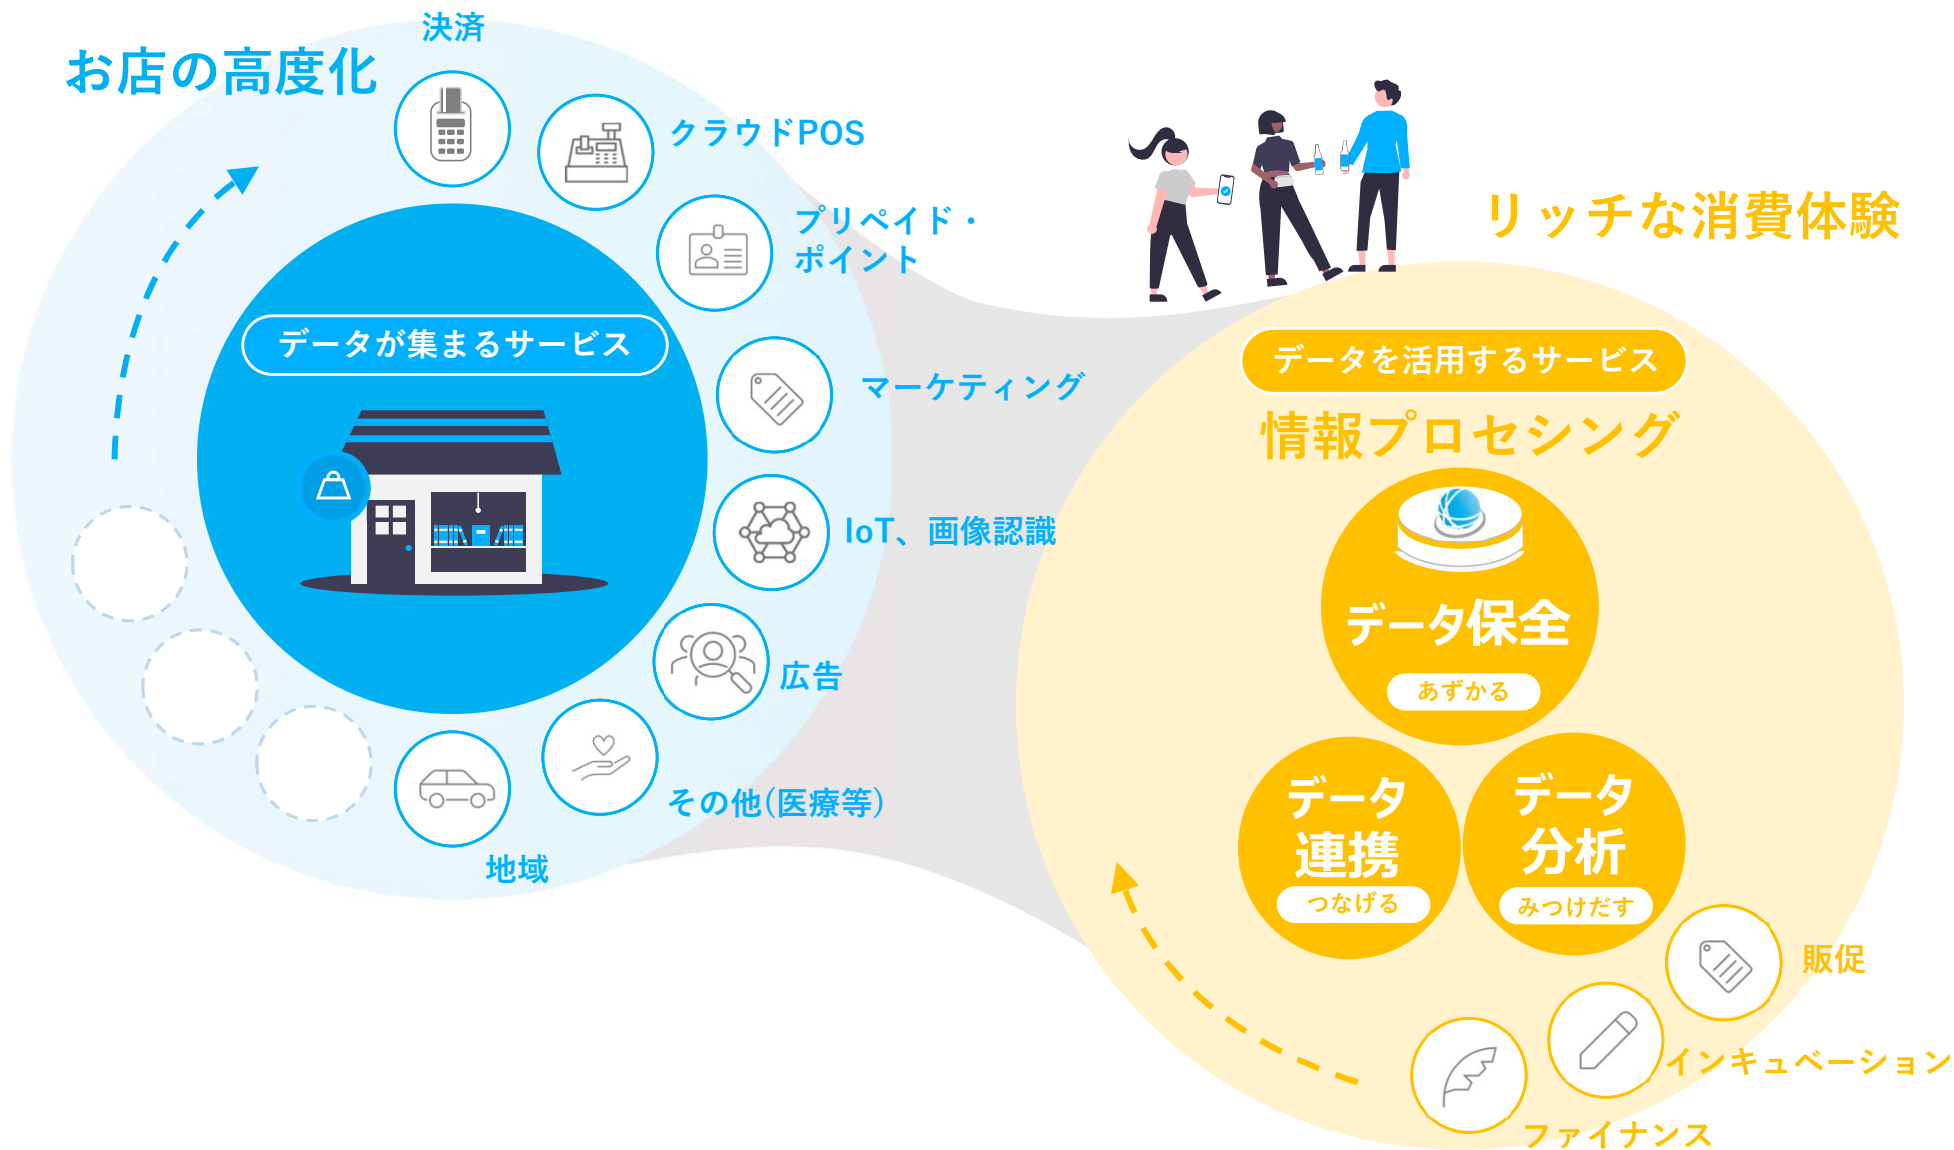 お店の高度化
決済
クラウドPOS
プリペイド・
ポイント
データが集まるサービス
マーケティング
IoT、画像認識
広告
その他(医療等)
地域
リッチな消費体験
データを活用するサービス
情報プロセシング
データ保全
あずかる
データ
連携
つなげる
データ
分析
みつけだす
販促
インキュベーション
ファイナンス